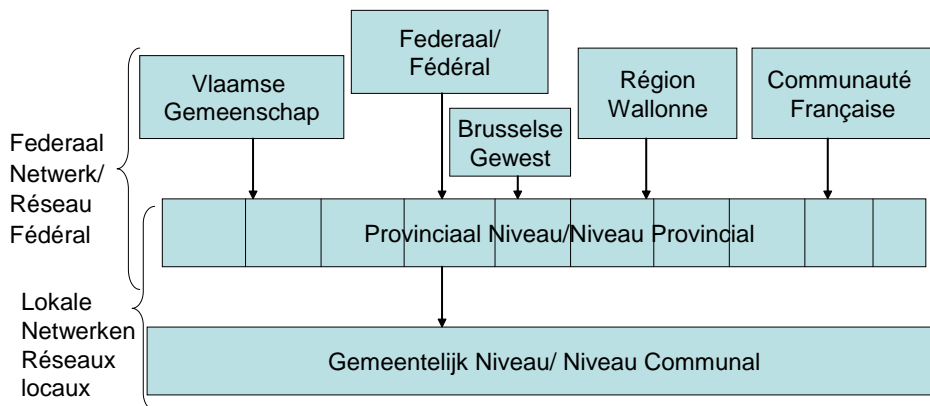 Federaal/
Fédéral
Vlaamse
Gemeenschap
Région
Wallonne
Communauté
Française
Brusselse
Gewest
Federaal
Netwerk/
Réseau
Fédéral
Provinciaal Niveau/Niveau Provincial
Lokale
Netwerken
Réseaux
locaux
Gemeentelijk Niveau/ Niveau Communal